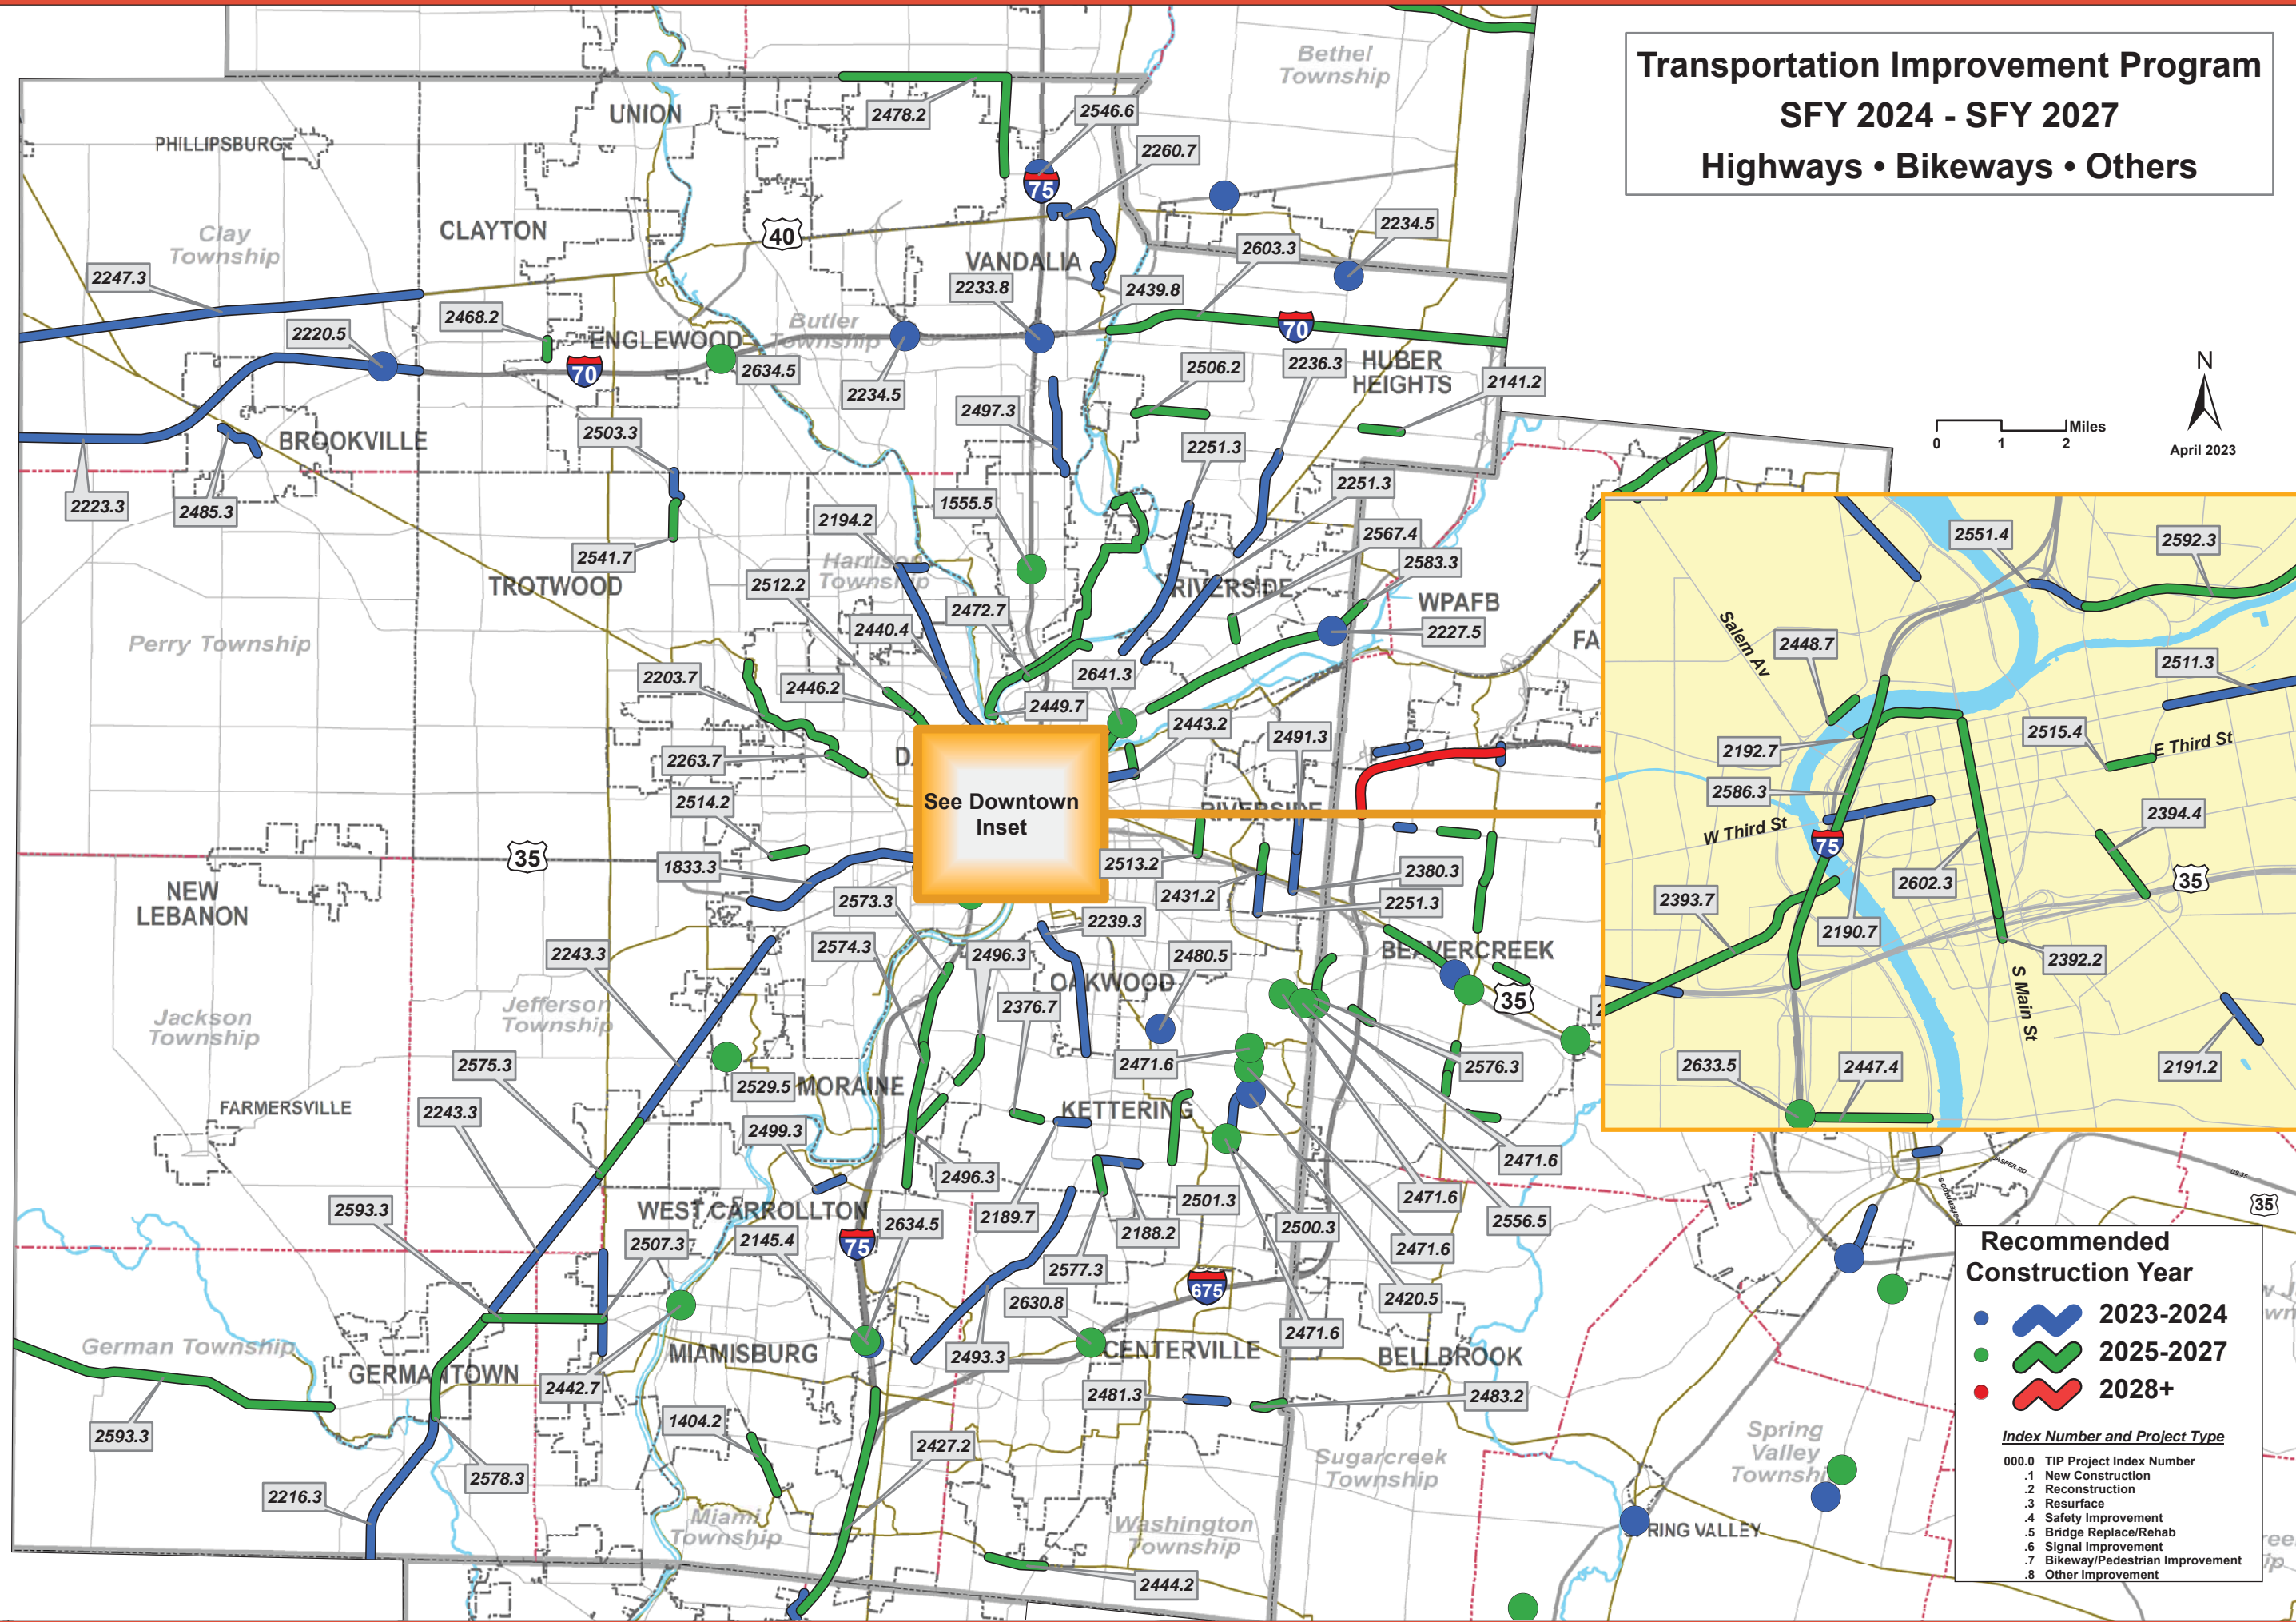 Transportation Improvement Program
SFY 2024 - SFY 2027
Highways • Bikeways • Others
Bethel
Township
UNION
2478.2
2546.6
PHILLIPSBURG
2260.7
75
CLAYTON
40
2234.5
Clay
Township
VANDALIA
2603.3
2247.3
2233.8
2439.8
2468.2
Butler
Township
2220.5
ENGLEWOOD
70
70
2634.5
2234.5
2506.2
2236.3
HUBER
HEIGHTS
2141.2
N
Miles
0 1 2
April 2023
2497.3
BROOKVILLE
2503.3
2251.3
2223.3
2485.3
1555.5
2251.3
2194.2
2567.4
2541.7
Harrison
Township
2583.3
TROTWOOD
2512.2
RIVERSIDE
WPAFB
2472.7
2440.4
2227.5
FA
Perry Township
2203.7
2446.2
2641.3
2449.7
2443.2
2491.3
2263.7
D
2514.2
See Downtown
Inset
RIVERSIDE
35
1833.3
2513.2
2380.3
NEW
LEBANON
2573.3
2431.2
2251.3
2239.3
2243.3
2574.3
2496.3
2480.5
BEAVERCREEK
OAKWOOD
35
2
Jefferson
Township
2376.7
Jackson
Township
2575.3
2471.6
2576.3
2529.5
MORAINE
FARMERSVILLE
2243.3
KETTERING
2499.3
2471.6
2496.3
2593.3
WEST CARROLLTON
2501.3
2471.6
2507.3
2145.4
2634.5
2189.7
2188.2
2500.3
2556.5
75
2471.6
2577.3
675
2630.8
2420.5
2471.6
German Township
MIAMISBURG
2493.3
CENTERVILLE
BELLBROOK
GERMANTOWN
2442.7
2481.3
2483.2
2593.3
1404.2
2427.2
2578.3
Sugarcreek
Township
Spring
Valley
Township
2216.3
Miami
Township
Washington
Township
SPRING VALLEY
2444.2
2551.4
2592.3
Salem Av
2448.7
2511.3
2192.7
2515.4
E Third St
2586.3
W Third St
2394.4
75
2602.3
35
2393.7
2190.7
2392.2
S Main St
2633.5
2447.4
2191.2
US 35
35
Recommended
Construction Year
2023-2024
2025-2027
2028+
Index Number and Project Type
000.0 TIP Project Index Number
.1 New Construction
.2 Reconstruction
.3 Resurface
.4 Safety Improvement
.5 Bridge Replace/Rehab
.6 Signal Improvement
.7 Bikeway/Pedestrian Improvement
.8 Other Improvement